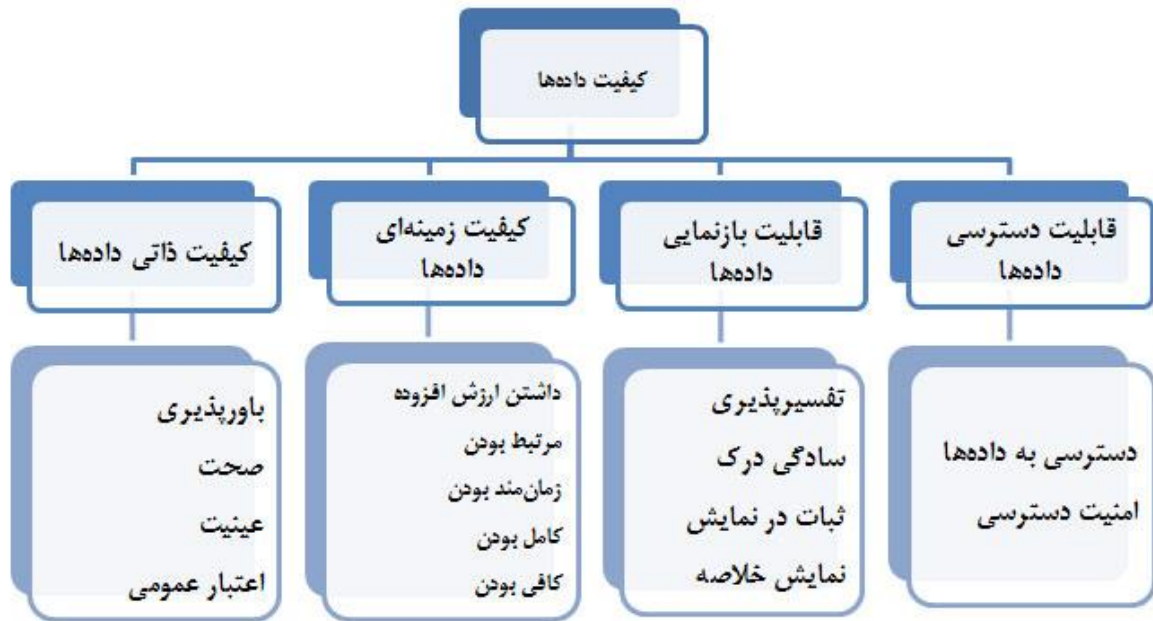 کیفیت داده‌ها
قابلیت دسترسی
داده‌ها
قابلیت بازنمایی
داده‌ها
کیفیت زمینه‌ای
داده‌ها
کیفیت ذاتی داده‌ها
دسترسی به داده‌ها
امنیت دسترسی
تفسیرپذیری
سادگی درک
ثبات در نمایش
نمایش خلاصه
داشتن ارزش افزوده
مرتبط بودن
زمان‌مند بودن
کامل بودن
کافی بودن
باورپذیری
صحت
عینیت
اعتبار عمومی